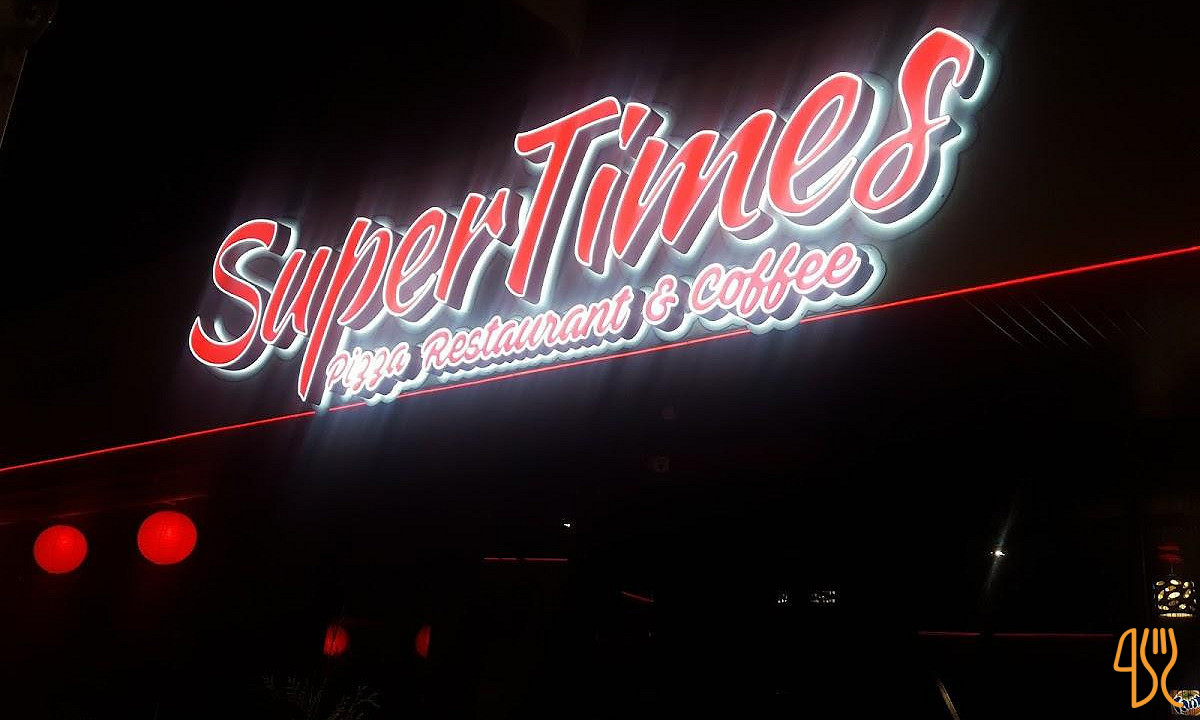 SuperTimes
Pizza Restaurant & Coffee